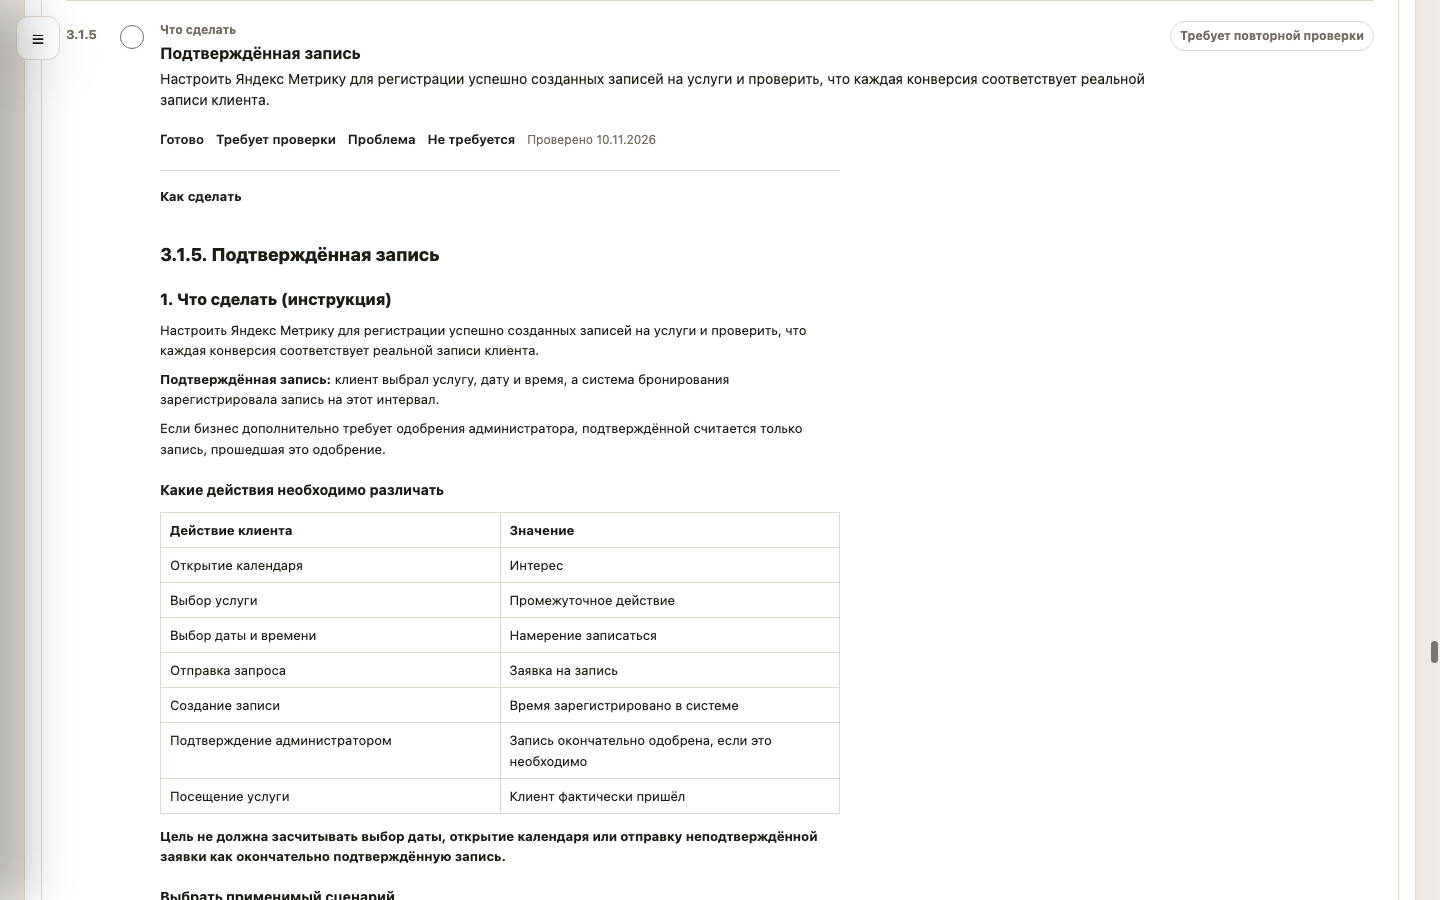 3.1.5
Что сделать
Требует повторной проверки
Подтверждённая запись
Настроить Яндекс Метрику для регистрации успешно созданных записей на услуги и проверить, что каждая конверсия соответствует реальной
записи клиента.
Готово Требует проверки Проблема Не требуется Проверено 10.11.2026
Как сделать
3.1.5. Подтверждённая запись
1. Что сделать (инструкция)
Настроить Яндекс Метрику для регистрации успешно созданных записей на услуги и проверить, что
каждая конверсия соответствует реальной записи клиента.
Подтверждённая запись: клиент выбрал услугу, дату и время, а система бронирования
зарегистрировала запись на этот интервал.
Если бизнес дополнительно требует одобрения администратора, подтверждённой считается только
запись, прошедшая это одобрение.
Какие действия необходимо различать
Действие клиента Значение
Открытие календаря Интерес
Выбор услуги Промежуточное действие
Выбор даты и времени Намерение записаться
Отправка запроса Заявка на запись
Создание записи Время зарегистрировано в системе
Подтверждение администратором Запись окончательно одобрена, если это
необходимо
Посещение услуги Клиент фактически пришёл
Цель не должна засчитывать выбор даты, открытие календаря или отправку неподтверждённой
заявки как окончательно подтверждённую запись.
Выбрать применимый сценарий